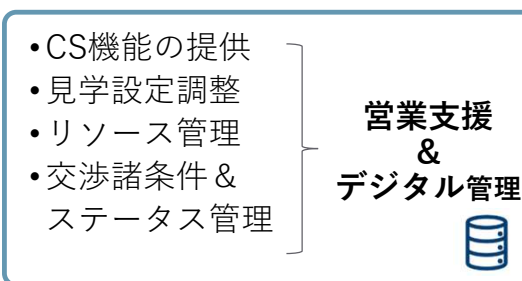 •CS機能の提供
•見学設定調整
•リソース管理
•交渉諸条件＆
ステータス管理
営業支援
＆
デジタル管理